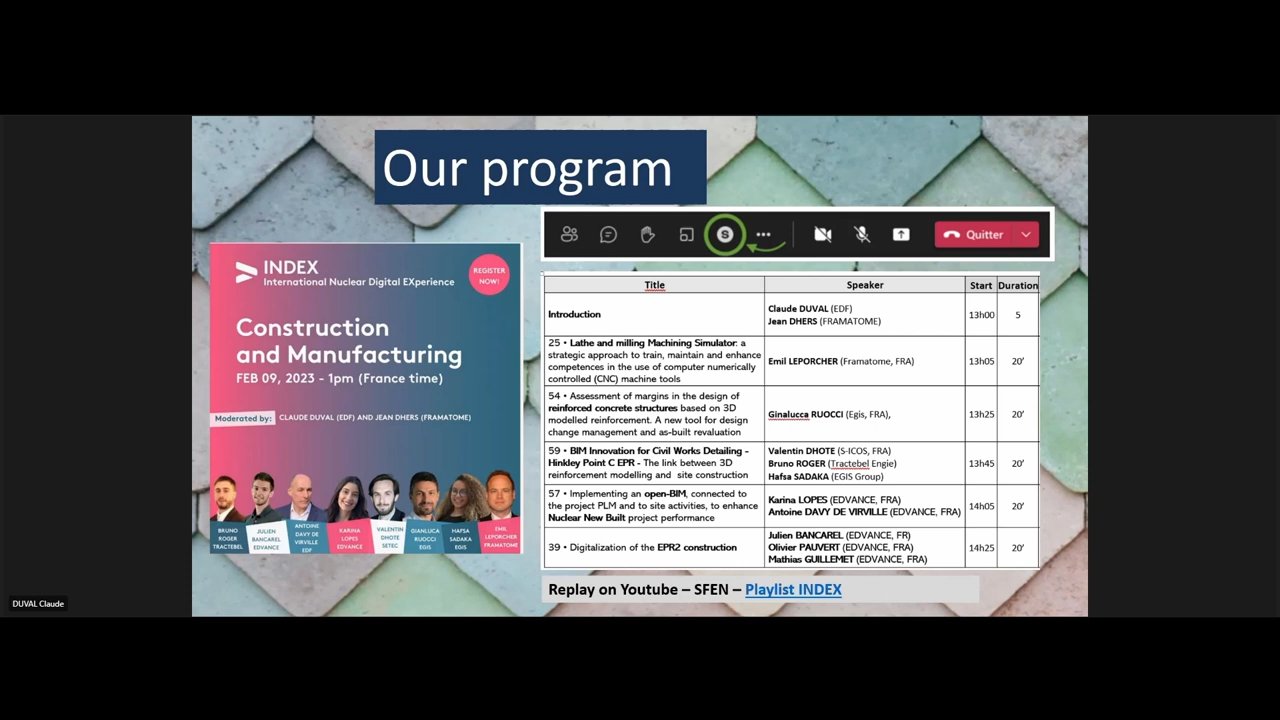 Our program
INDEX
International Nuclear Digital EXperience
REGISTER
NOW!
Construction
and Manufacturing
FEB 09, 2023 - 1pm (France time)
Moderated by: CLAUDE DUVAL (EDF) AND JEAN DHERS (FRAMATOME)
BRUNO
ROGER
TRACTEBEL
JULIEN
BANCAREL
EDVANCE
ANTOINE
DAVY DE
VIRVILLE
EDF
KARINA
LOPES
EDVANCE
VALENTIN
DHOTE
SETEC
GIANLUCA
RUOCCI
EGIS
HAFSA
SADAKA
EGIS
EMIL
LEPORCHER
FRAMATOME
S
Quitter
Title Speaker Start Duration
Introduction
Claude DUVAL (EDF)
Jean DHERS (FRAMATOME)
13h00 5
25 • Lathe and milling Machining Simulator: a
strategic approach to train, maintain and enhance
competences in the use of computer numerically
controlled (CNC) machine tools
Emil LEPORCHER (Framatome, FRA)
13h05 20'
54 • Assessment of margins in the design of
reinforced concrete structures based on 3D
modelled reinforcement. A new tool for design
change management and as-built revaluation
Ginalucca RUOCCI (Egis, FRA),
13h25 20'
59 • BIM Innovation for Civil Works Detailing -
Hinkley Point C EPR - The link between 3D
reinforcement modelling and site construction
Valentin DHOTE (S-ICOS, FRA)
Bruno ROGER (Tractebel Engie)
Hafsa SADAKA (EGIS Group)
13h45 20'
57 • Implementing an open-BIM, connected to
the project PLM and to site activities, to enhance
Nuclear New Built project performance
Karina LOPES (EDVANCE, FRA)
Antoine DAVY DE VIRVILLE (EDVANCE, FRA)
14h05 20'
39 • Digitalization of the EPR2 construction
Julien BANCAREL (EDVANCE, FR)
Olivier PAUVERT (EDVANCE, FRA)
Mathias GUILLEMET (EDVANCE, FRA)
14h25 20'
Replay on Youtube – SFEN – Playlist INDEX
DUVAL Claude